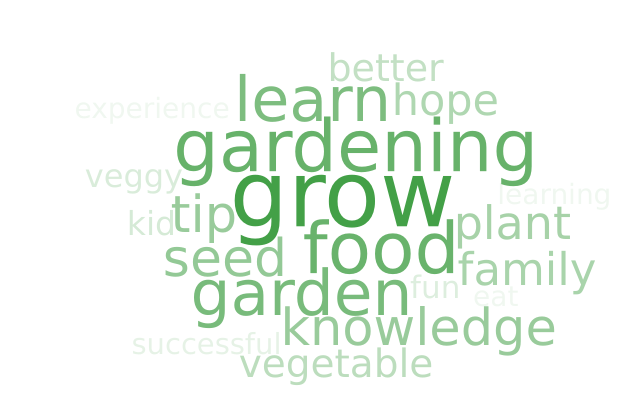 better
learn
hope
experience
gardening
veggy
grow
learning
tip
kid
plant
food
seed
family
garden
fun
eat
knowledge
successful
vegetable